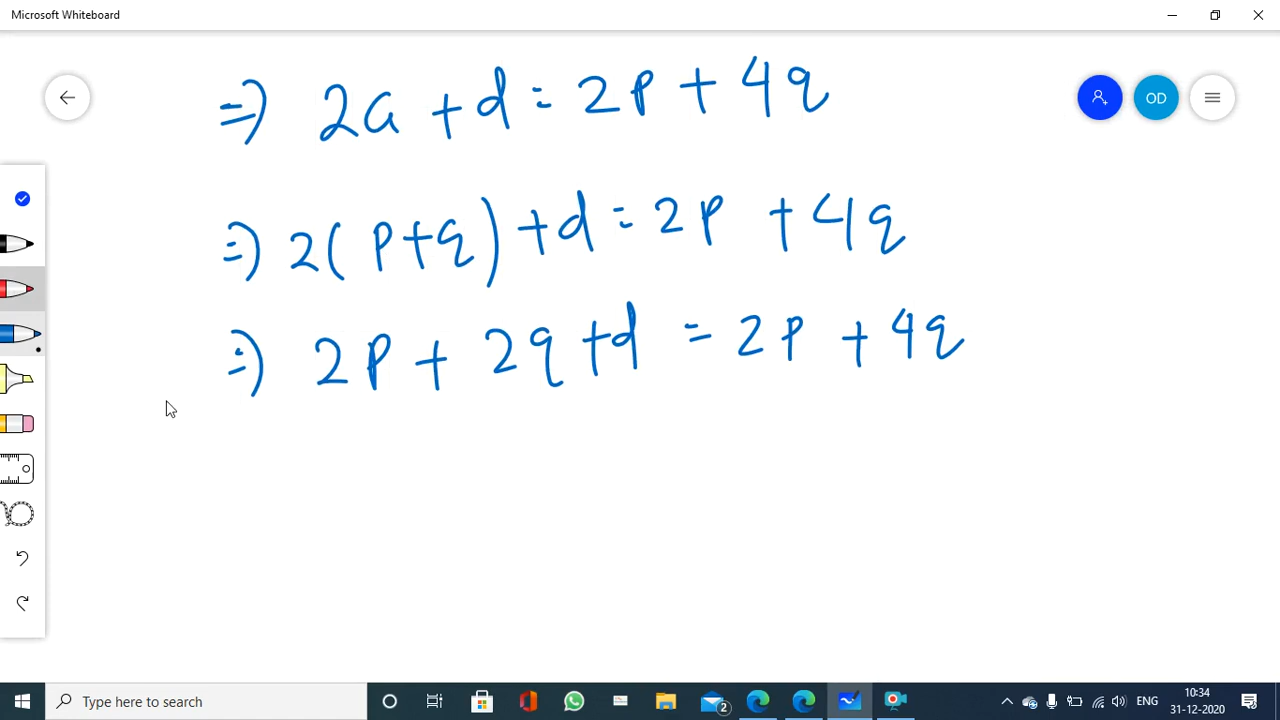 Microsoft Whiteboard
⇒ 2a + d = 2p + 4q
OD
⇒ 2(p+q) + d = 2p + 4q
⇒ 2p + 2q + d = 2p + 4q
Type here to search
2
ENG
10:34
31-12-2020